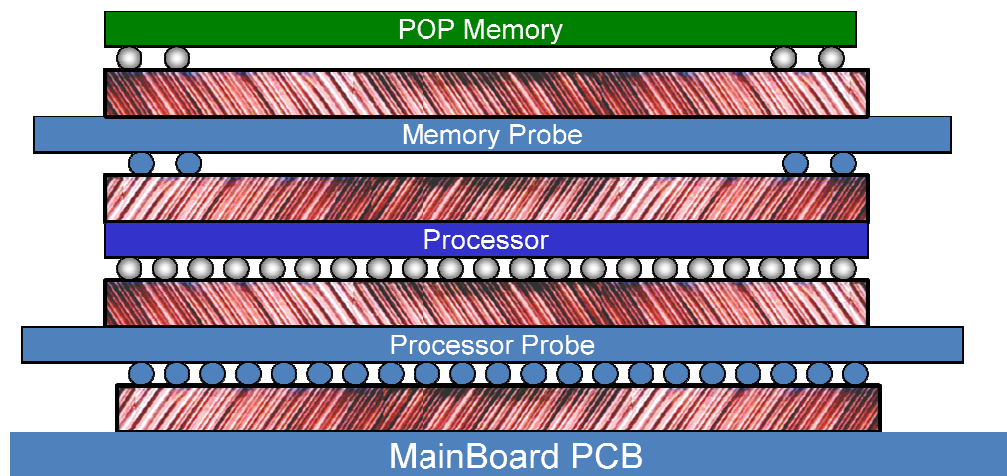 POP Memory
Memory Probe
Processor
Processor Probe
MainBoard PCB